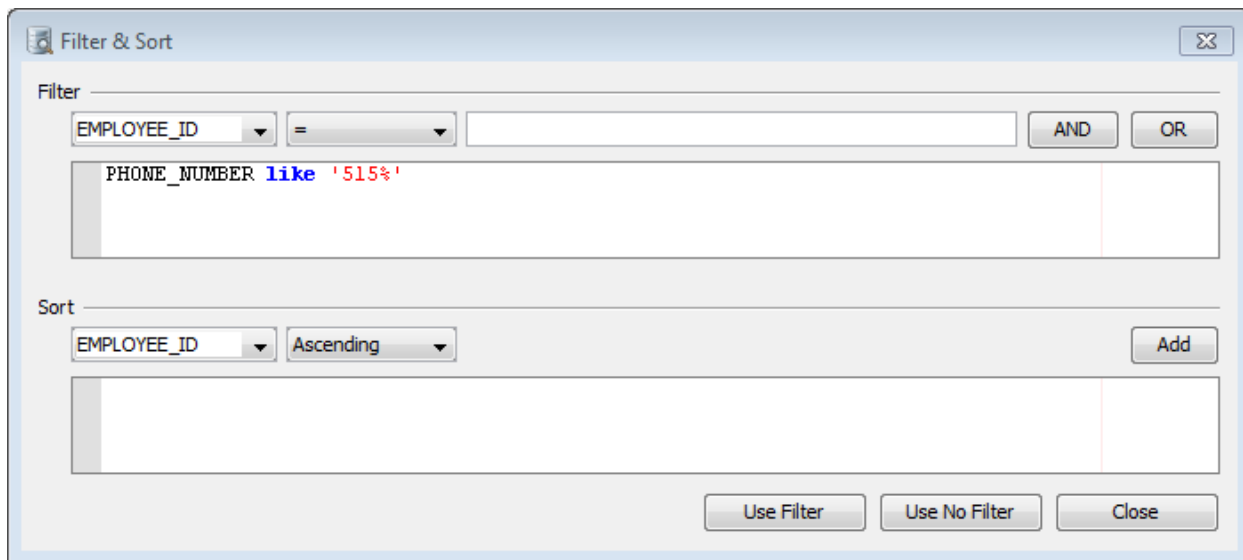 Filter & Sort
Filter
EMPLOYEE_ID = AND OR
PHONE_NUMBER like '515%'
Sort
EMPLOYEE_ID Ascending Add
Use Filter Use No Filter Close